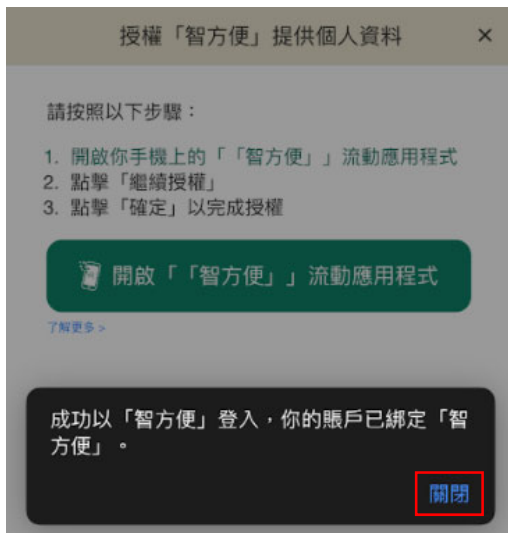 授權「智方便」提供個人資料 ×
請按照以下步驟：
1. 開啟你手機上的「「智方便」」流動應用程式
2. 點擊「繼續授權」
3. 點擊「確定」以完成授權
開啟「「智方便」」流動應用程式
了解更多 >
成功以「智方便」登入，你的賬戶已綁定「智
方便」。
關閉